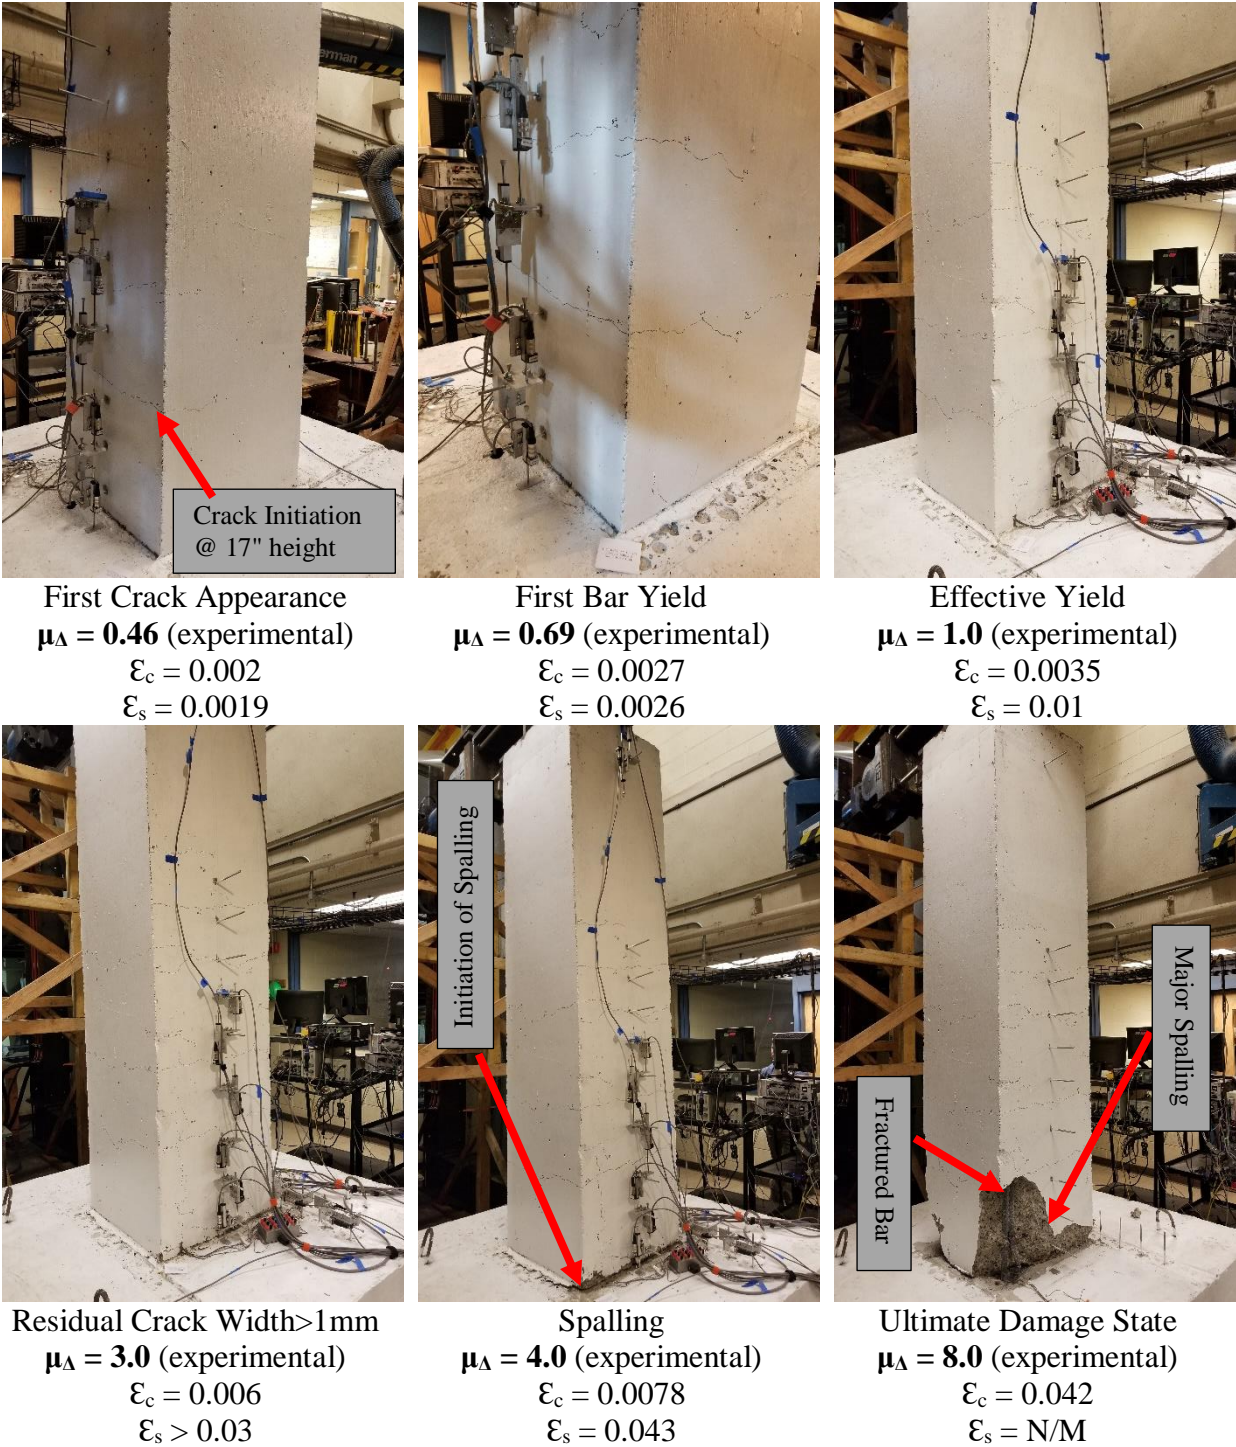 erman
Crack Initiation
@ 17" height
First Crack Appearance
μΔ = 0.46 (experimental)
Ɛc = 0.002
Ɛs = 0.0019
First Bar Yield
μΔ = 0.69 (experimental)
Ɛc = 0.0027
Ɛs = 0.0026
Effective Yield
μΔ = 1.0 (experimental)
Ɛc = 0.0035
Ɛs = 0.01
Residual Crack Width>1mm
μΔ = 3.0 (experimental)
Ɛc = 0.006
Ɛs > 0.03
Initiation of Spalling
Spalling
μΔ = 4.0 (experimental)
Ɛc = 0.0078
Ɛs = 0.043
Fractured Bar
Major Spalling
Ultimate Damage State
μΔ = 8.0 (experimental)
Ɛc = 0.042
Ɛs = N/M